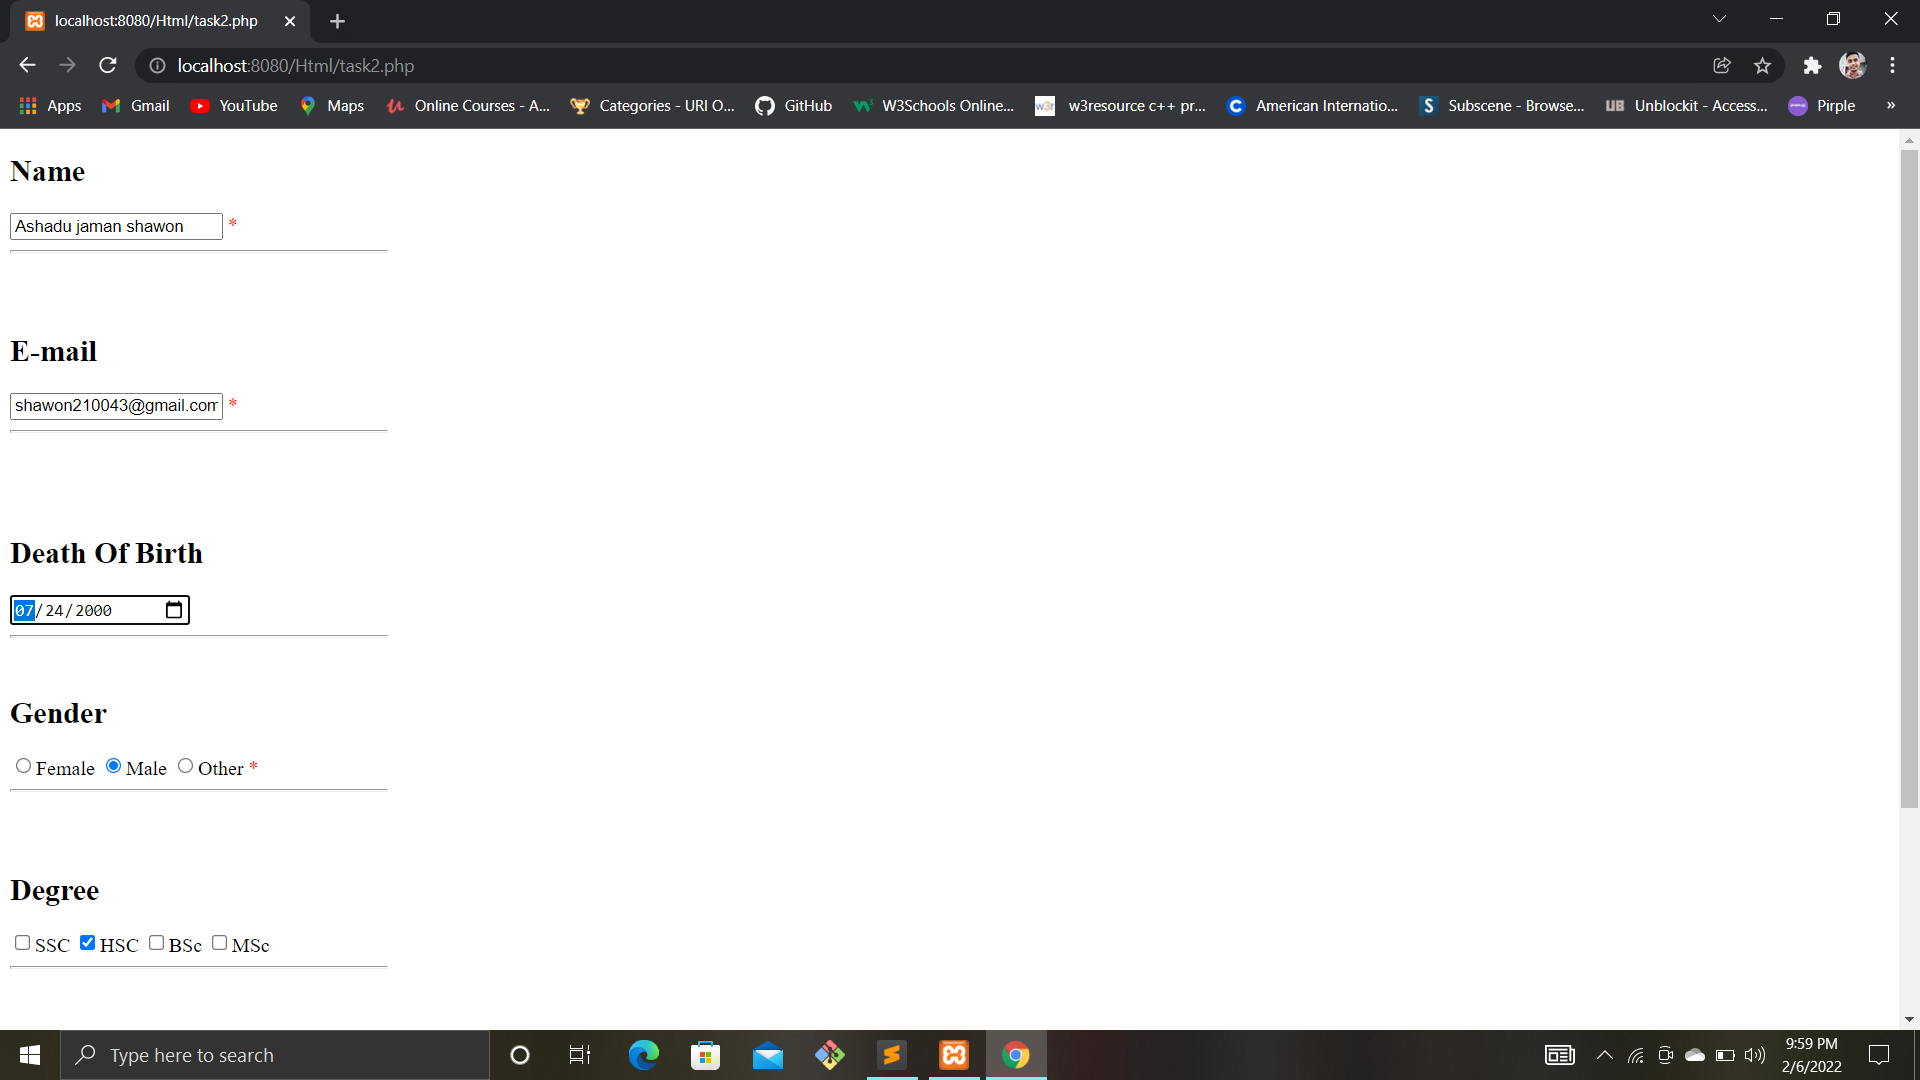 localhost:8080/Html/task2.php
localhost:8080/Html/task2.php
Apps Gmail YouTube Maps Online Courses - A... Categories - URI O... GitHub W3Schools Online... w3resource c++ pr... American Internatio... Subscene - Browse... Unblockit - Access... Pirple »
Name
Ashadu jaman shawon *
E-mail
shawon210043@gmail.com *
Death Of Birth
07/24/2000
Gender
Female Male Other *
Degree
SSC HSC BSc MSc
Type here to search
9:59 PM
2/6/2022